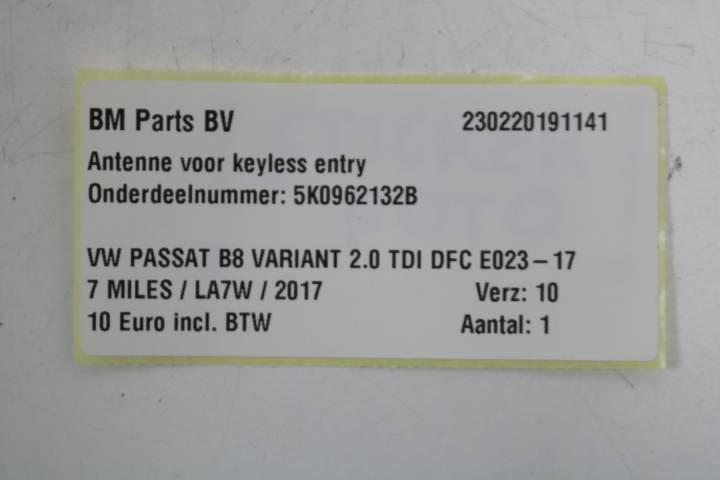 BM Parts BV 230220191141
Antenne voor keyless entry
Onderdeelnummer: 5K0962132B
VW PASSAT B8 VARIANT 2.0 TDI DFC E023-17
7 MILES / LA7W / 2017 Verz: 10
10 Euro incl. BTW Aantal: 1